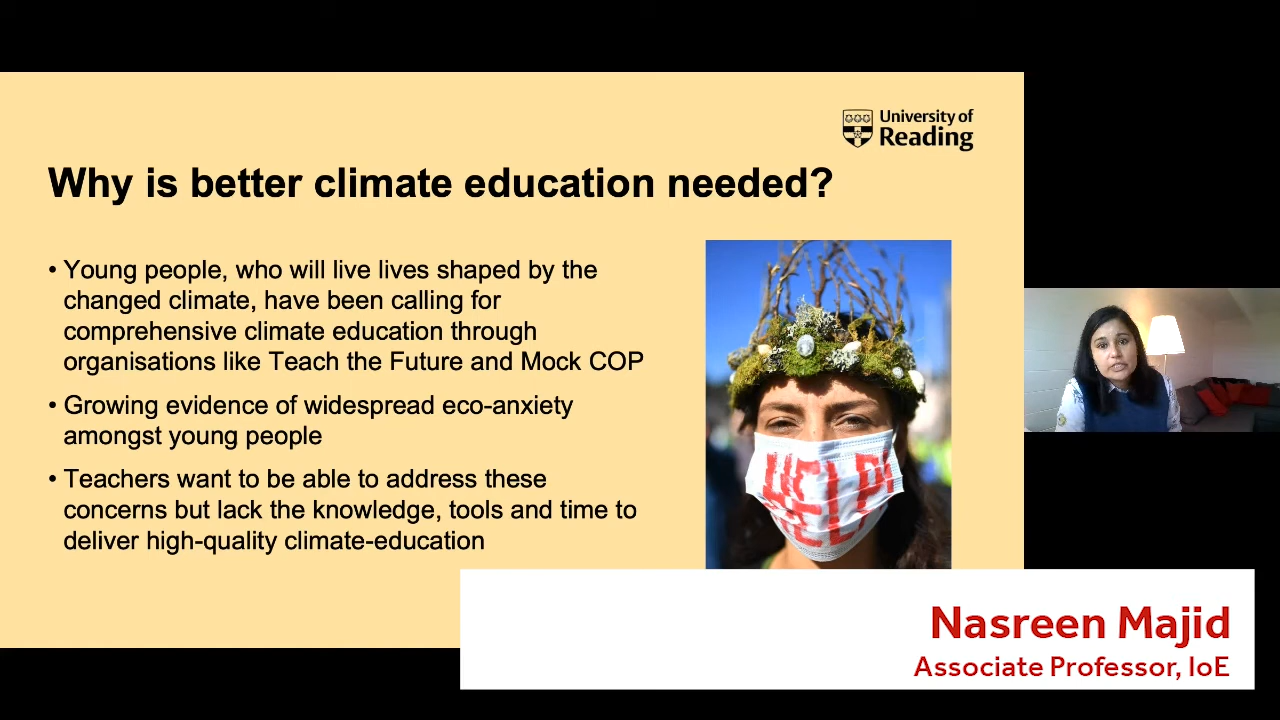 University of
Reading
Why is better climate education needed?
• Young people, who will live lives shaped by the
changed climate, have been calling for
comprehensive climate education through
organisations like Teach the Future and Mock COP
• Growing evidence of widespread eco-anxiety
amongst young people
• Teachers want to be able to address these
concerns but lack the knowledge, tools and time to
deliver high-quality climate-education
HELP!
HELP!
Nasreen Majid
Associate Professor, IoE